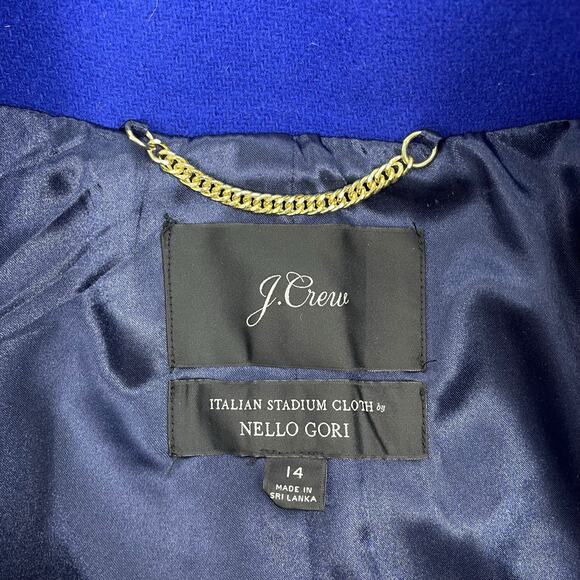 J.Crew
ITALIAN STADIUM CLOTH by
NELLO GORI
14
MADE IN
SRI LANKA